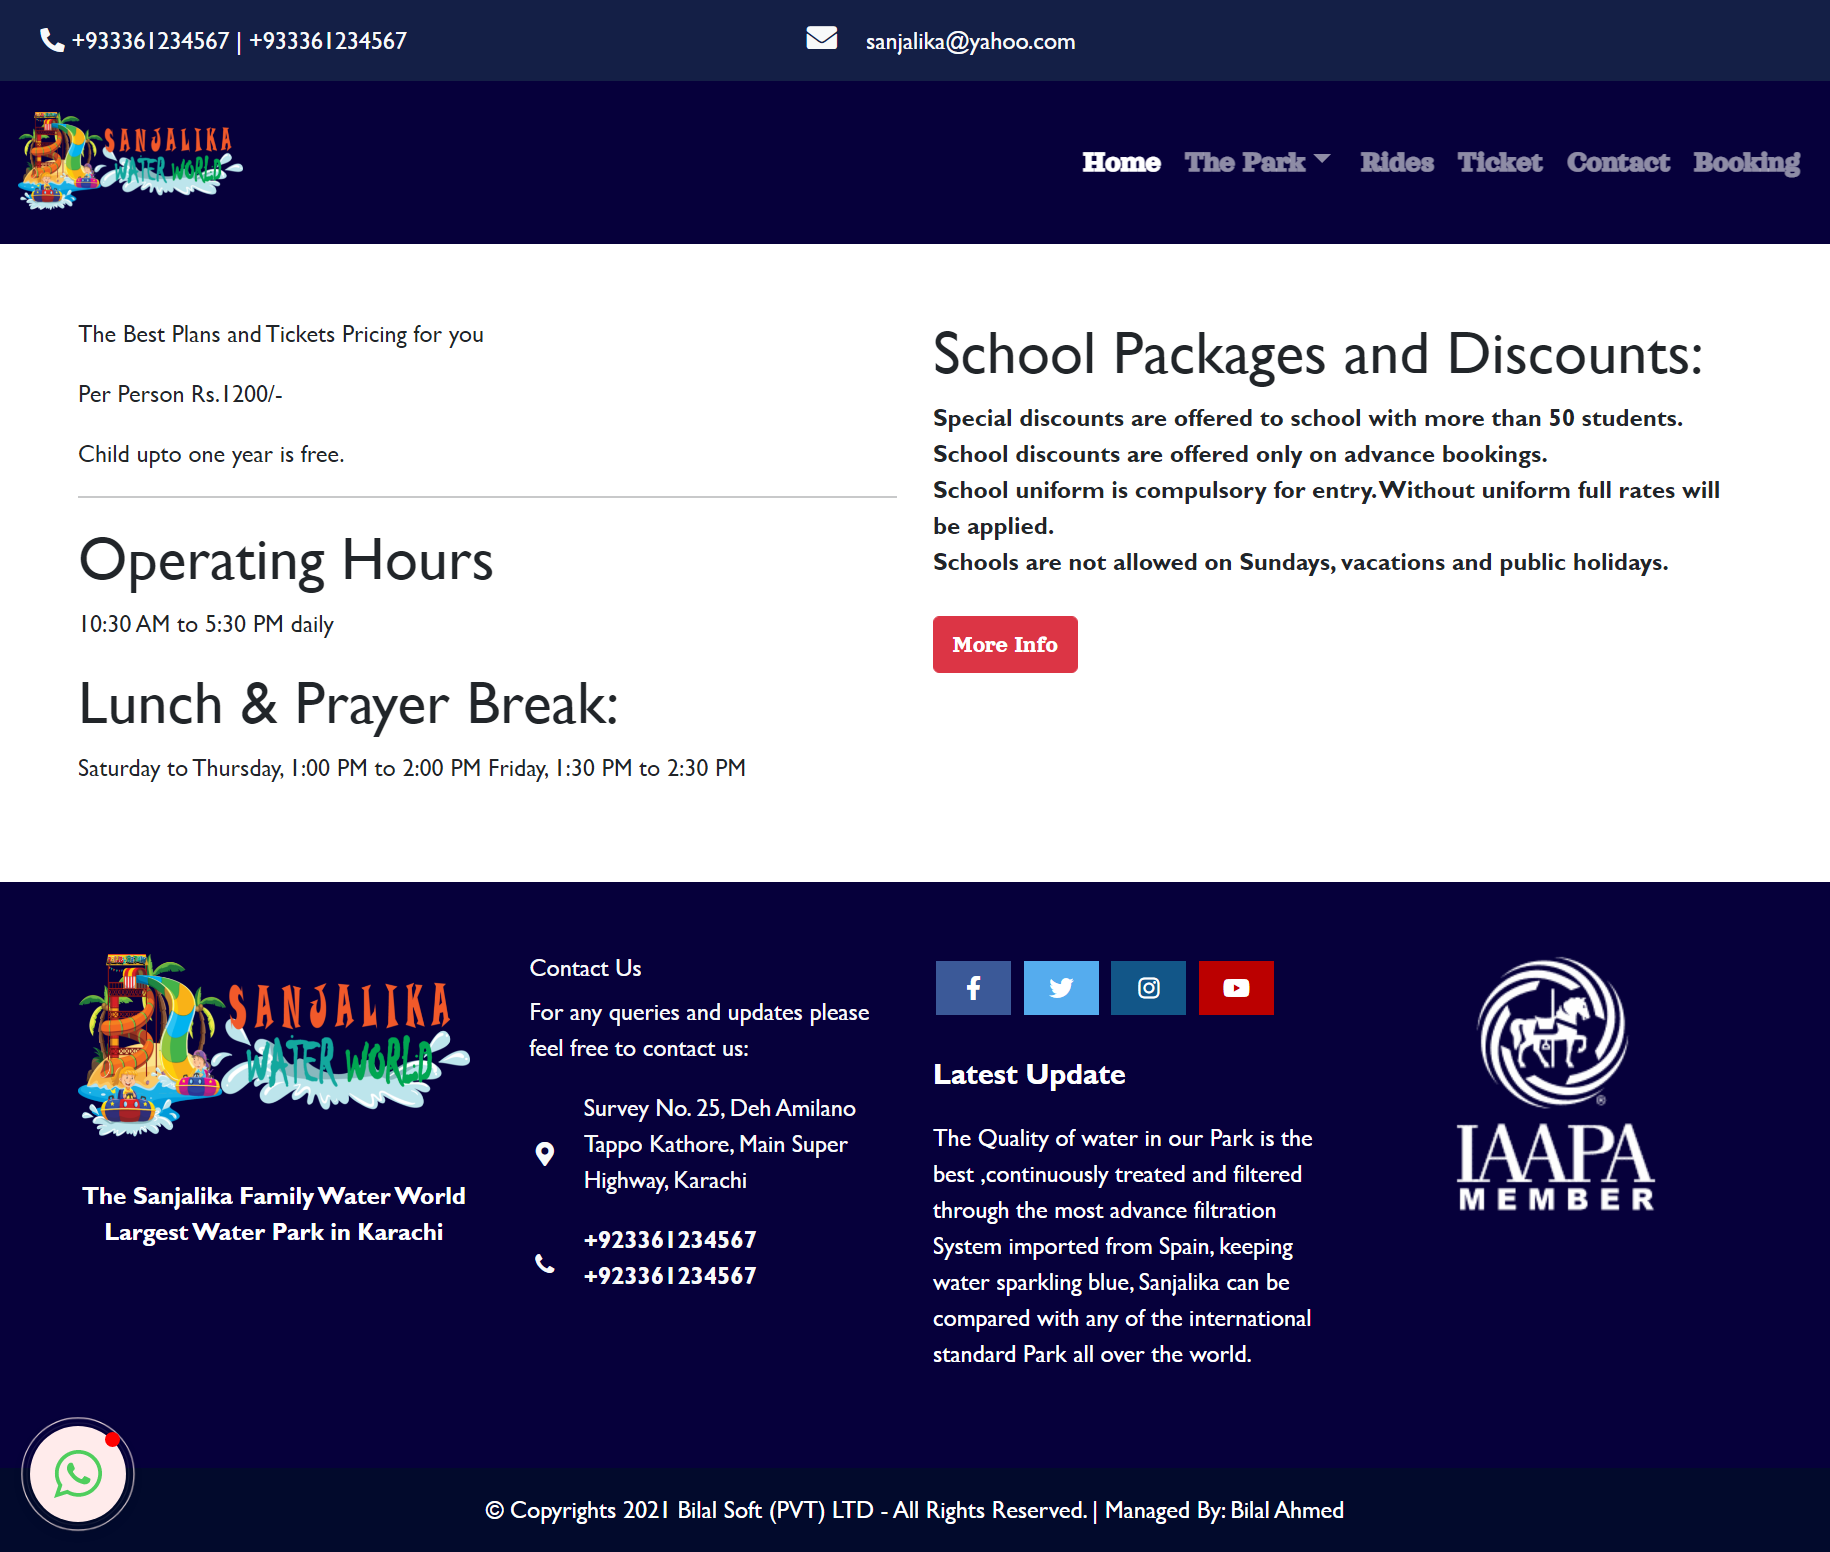 +933361234567 | +933361234567
sanjalika@yahoo.com
SANJALIKA
WATER WORLD
Home The Park Rides Ticket Contact Booking
The Best Plans and Tickets Pricing for you
Per Person Rs.1200/-
Child upto one year is free.
Operating Hours
10:30 AM to 5:30 PM daily
Lunch & Prayer Break:
Saturday to Thursday, 1:00 PM to 2:00 PM Friday, 1:30 PM to 2:30 PM
School Packages and Discounts:
Special discounts are offered to school with more than 50 students.
School discounts are offered only on advance bookings.
School uniform is compulsory for entry.Without uniform full rates will
be applied.
Schools are not allowed on Sundays, vacations and public holidays.
More Info
SANJALIKA
WATER WORLD
The Sanjalika Family Water World
Largest Water Park in Karachi
Contact Us
For any queries and updates please
feel free to contact us:
Survey No. 25, Deh Amilano
Tappo Kathore, Main Super
Highway, Karachi
+923361234567
+923361234567
Latest Update
The Quality of water in our Park is the
best ,continuously treated and filtered
through the most advance filtration
System imported from Spain, keeping
water sparkling blue, Sanjalika can be
compared with any of the international
standard Park all over the world.
®
IAAPA
MEMBER
© Copyrights 2021 Bilal Soft (PVT) LTD - All Rights Reserved. | Managed By: Bilal Ahmed